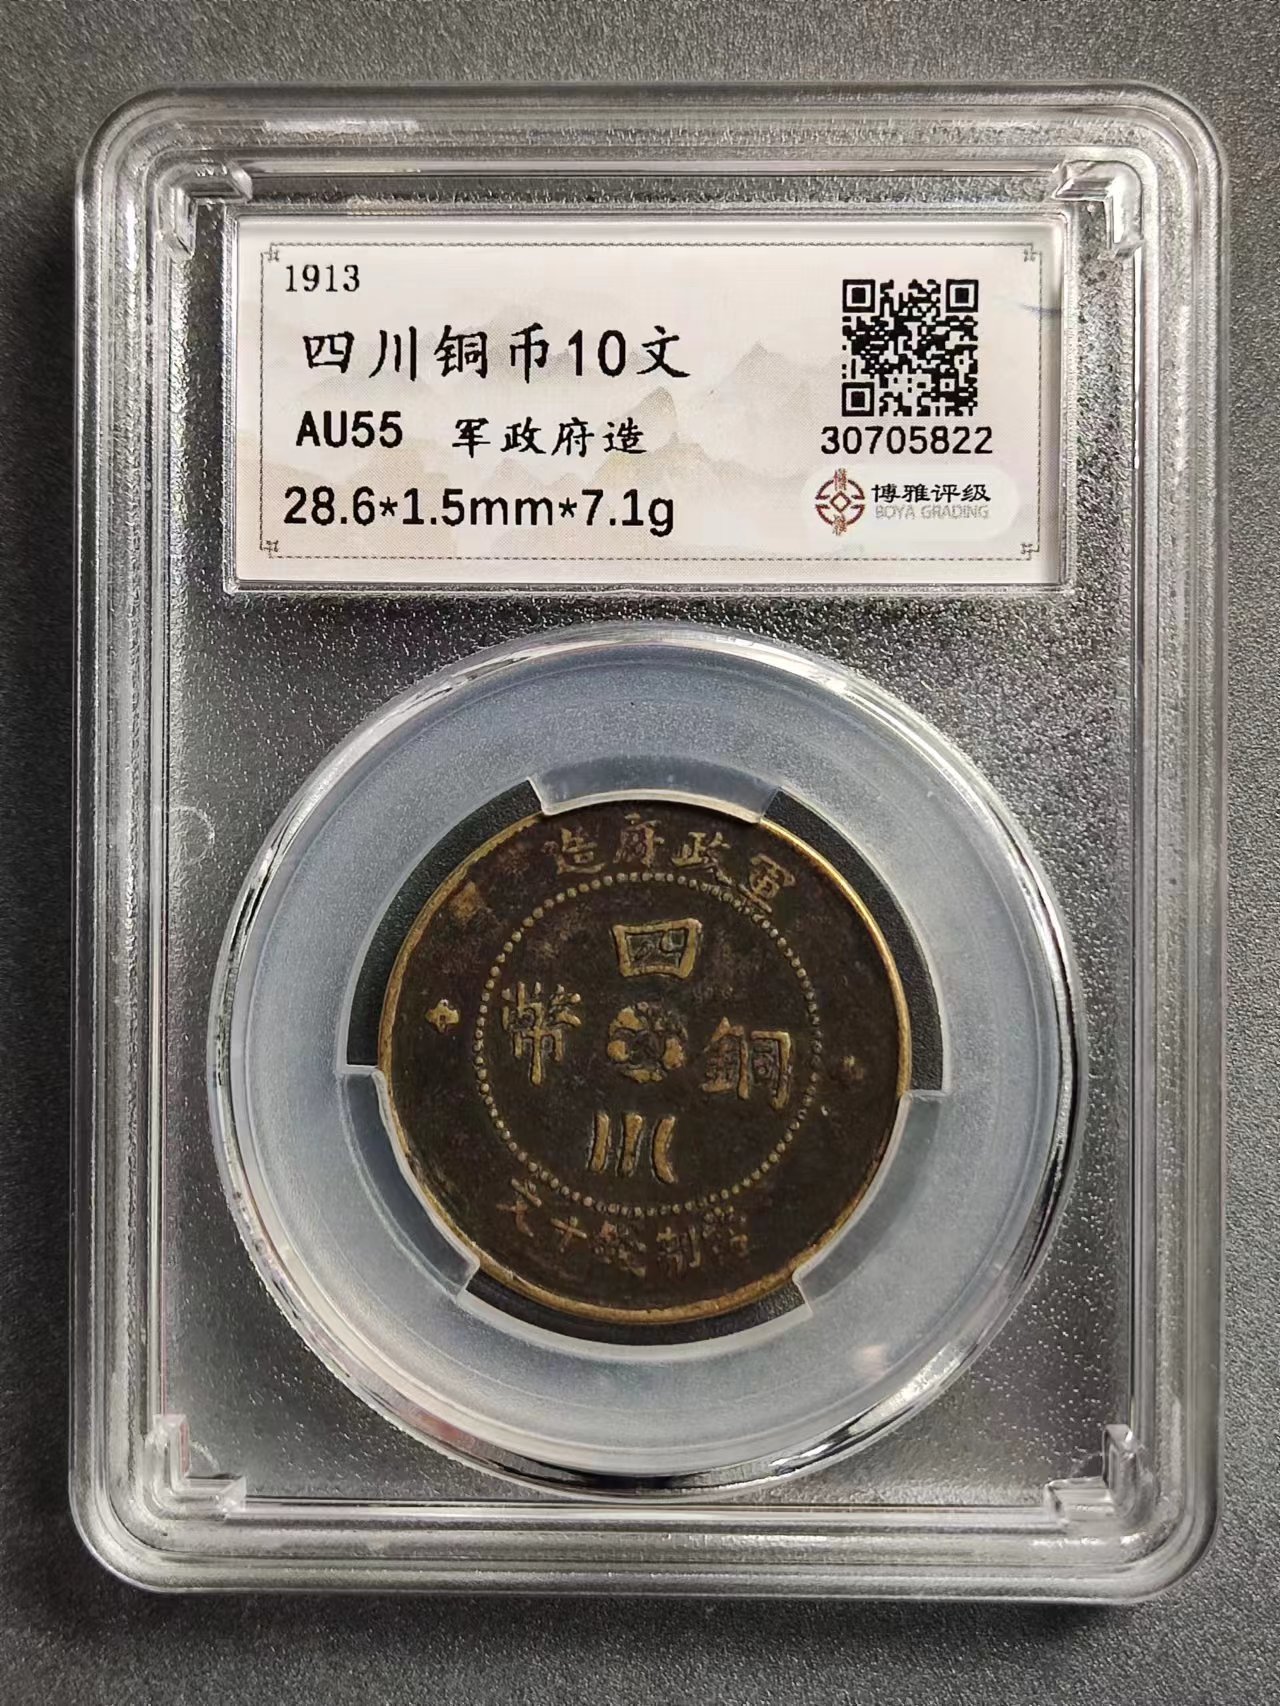 1913
四川铜币10文
AU55 军政府造
28.6*1.5mm*7.1g
30705822
博雅评级
BOYA GRADING
造府政軍
四
幣 銅
川
文十錢制當